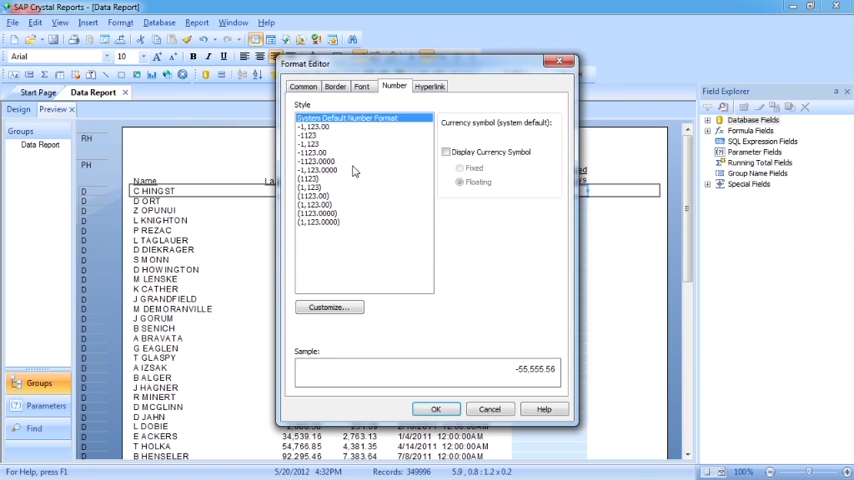 SAP Crystal Reports - [Data Report]
File Edit View Insert Format Database Report Window Help
Arial 10 B I U
Start Page Data Report
Design Preview
Groups
Data Report
Groups
Parameters
Find
RH
PH
Name
D C HINGST
D D ORT
D Z OPUNUI
D L KNIGHTON
D P REZAC
D L TAGLAUER
D D DIEKRAGER
D S MONN
D D HOWINGTON
D M LENSKE
D K CATHER
D J GRANDFIELD
D M DEMORANVILLE
D J GORUM
D B SENICH
D A BRAVATA
D G EAGLEN
D T GLASPY
D A IZSAK
D B ALGER
D J HAGNER
D R MINERT
D D MCGLINN
D D JAHN
D L DOBIE
D E ACKERS 34,539.16 2,763.13 1/4/2011 12:00:00AM
D T HOLKA 54,766.85 4,381.35 7/14/2011 12:00:00AM
D B HENSELER 92,295.46 7,383.64 7/8/2011 12:00:00AM
Format Editor
Common Border Font Number Hyperlink
Style
System Default Number Format
-1,123.00
-1123
-1,123
-1123.00
-1123.0000
-1,123.0000
(1123)
(1,123)
(1123.00)
(1,123.00)
(1123.0000)
(1,123.0000)
Currency symbol (system default):
Display Currency Symbol
Fixed
Floating
Customize...
Sample:
-55,555.56
OK Cancel Help
Field Explorer
Database Fields
Formula Fields
SQL Expression Fields
Parameter Fields
Running Total Fields
Group Name Fields
Special Fields
For Help, press F1
5/20/2012 4:32PM Records: 349996 5.9 , 0.8 : 1.2 x 0.2
100%